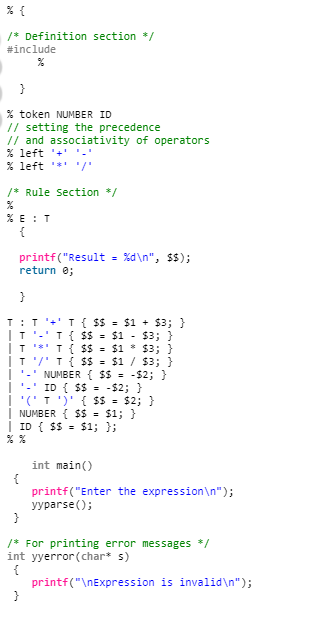 % {
/* Definition section */
#include
%
}
% token NUMBER ID
// setting the precedence
// and associativity of operators
% left '+' '-'
% left '*' '/'
/* Rule Section */
%
% E : T
{
printf("Result = %d\n", $$);
return 0;
}
T : T '+' T { $$ = $1 + $3; }
| T '-' T { $$ = $1 - $3; }
| T '*' T { $$ = $1 * $3; }
| T '/' T { $$ = $1 / $3; }
| '-' NUMBER { $$ = -$2; }
| '-' ID { $$ = -$2; }
| '(' T ')' { $$ = $2; }
| NUMBER { $$ = $1; }
| ID { $$ = $1; };
% %
int main()
{
printf("Enter the expression\n");
yyparse();
}
/* For printing error messages */
int yyerror(char* s)
{
printf("\nExpression is invalid\n");
}